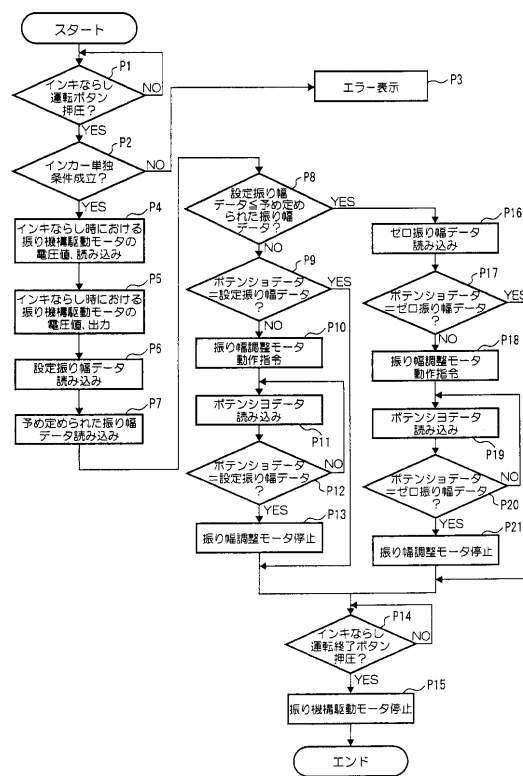 スタート
P1
インキならし
運転ボタン
押圧?
NO
YES
P2
インカー単独
条件成立?
NO
YES
P3
エラー表示
P4
インキならし時における
振り機構駆動モータの
電圧値、読み込み
P5
インキならし時における
振り機構駆動モータの
電圧値、出力
P6
設定振り幅データ
読み込み
P7
予め定められた振り幅
データ読み込み
P8
設定振り幅
データ≦予め定め
られた振り幅
データ?
YES
NO
P9
ポテンショデータ
=設定振り幅データ
?
YES
NO
P10
振り幅調整モータ
動作指令
ポテンショデータ
読み込み
P11
ポテンショデータ
=設定振り幅データ
?
NO
P12
YES
P13
振り幅調整モータ停止
P16
ゼロ振り幅データ
読み込み
P17
ポテンショデータ
=ゼロ振り幅データ
?
YES
NO
P18
振り幅調整モータ
動作指令
ポテンショデータ
読み込み
P19
ポテンショデータ
=ゼロ振り幅データ
?
NO
P20
YES
P21
振り幅調整モータ停止
P14
インキならし
運転終了ボタン
押圧?
NO
YES
P15
振り機構駆動モータ停止
エンド